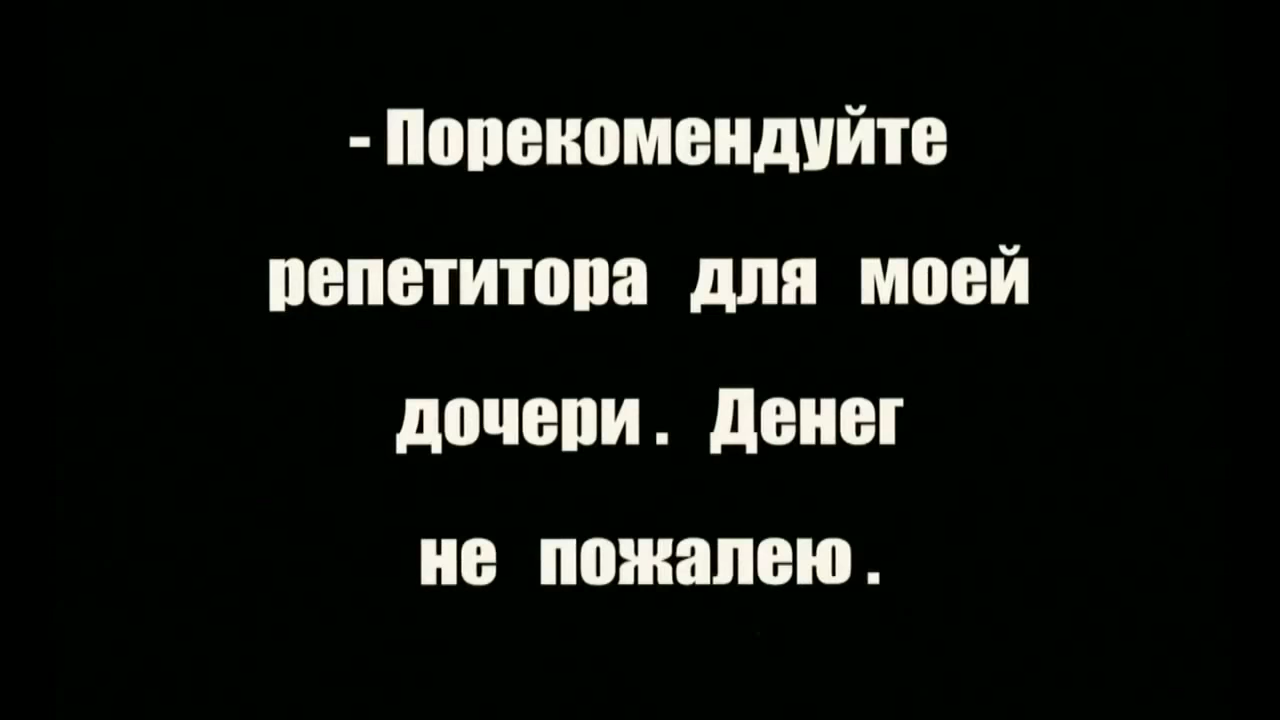 - Порекомендуйте
репетитора для моей
дочери. Денег
не пожалею.